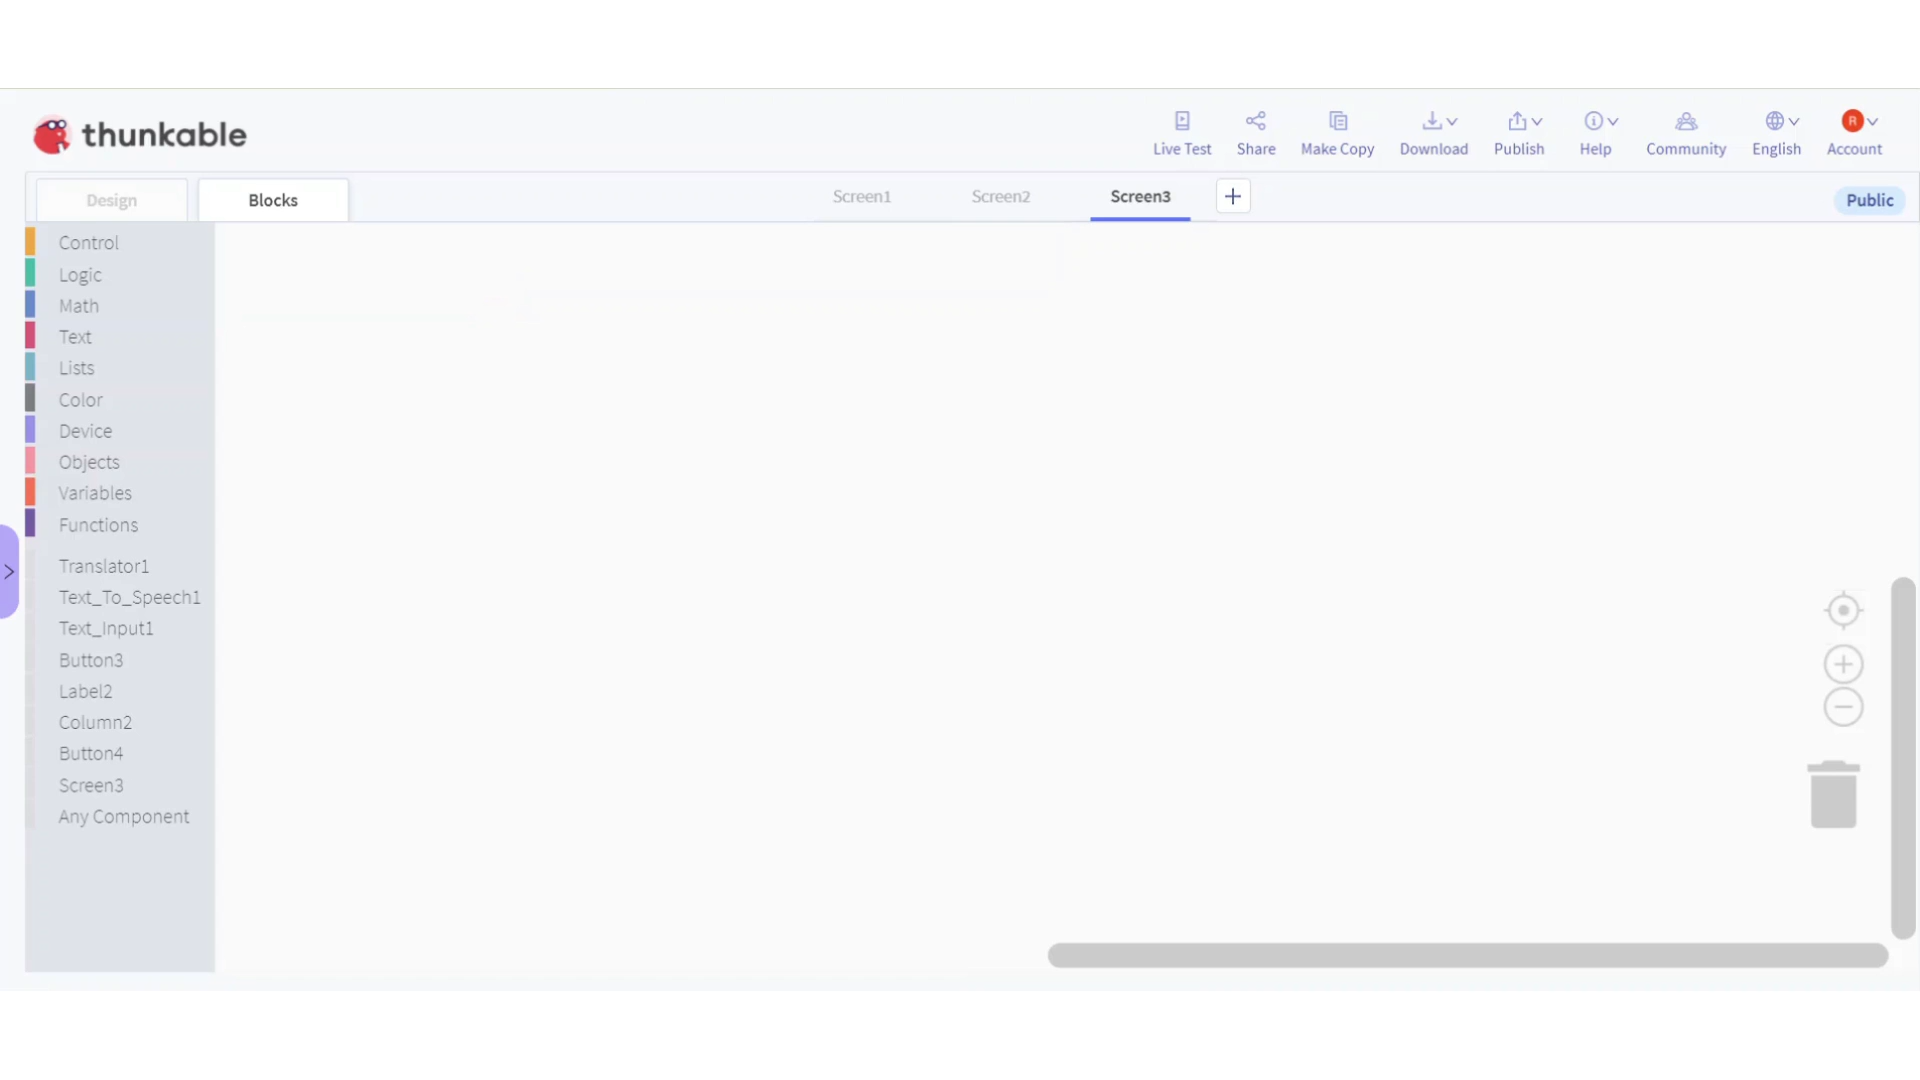 thunkable
Live Test
Share
Make Copy
Download
Publish
Help
Community
English
R
Account
Design
Blocks
Screen1
Screen2
Screen3
Public
Control
Logic
Math
Text
Lists
Color
Device
Objects
Variables
Functions
Translator1
Text_To_Speech1
Text_Input1
Button3
Label2
Column2
Button4
Screen3
Any Component